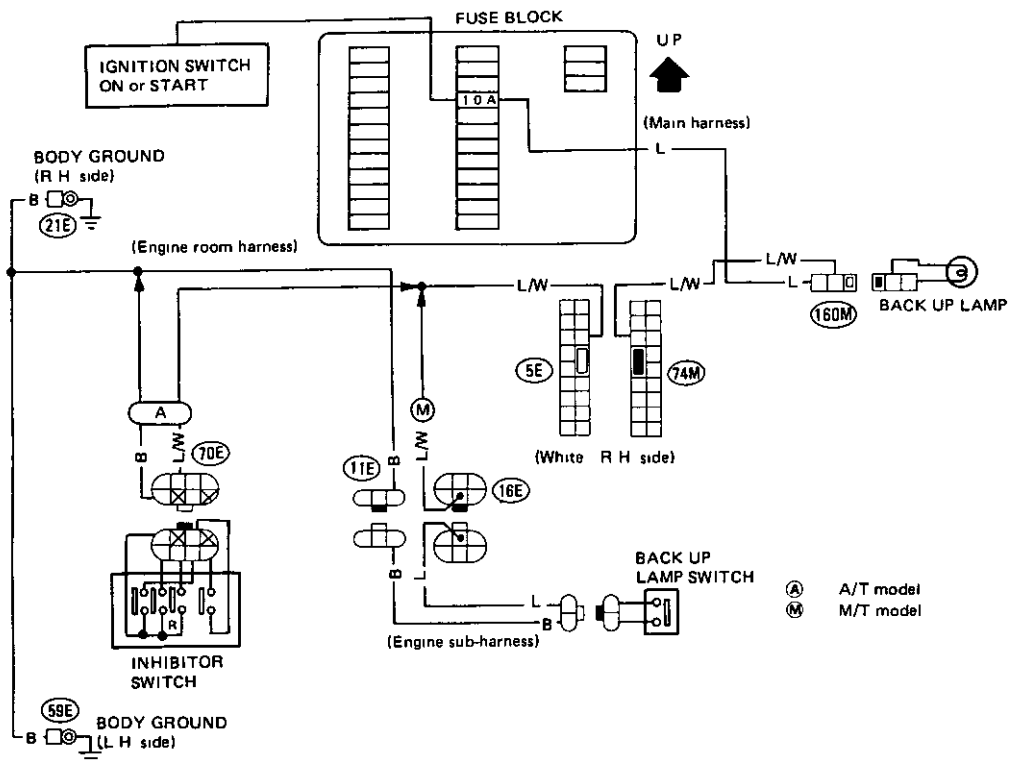 FUSE BLOCK
IGNITION SWITCH
ON or START
UP
10A
(Main harness)
L
BODY GROUND
(R H side)
B
21E
(Engine room harness)
L/W
L/W
L/W
L
160M
BACK UP LAMP
5E
74M
A
M
B
L/W
70E
L/W
B
11E
16E
(White R H side)
B
L
BACK UP
LAMP SWITCH
A A/T model
M M/T model
L
B
R
(Engine sub-harness)
INHIBITOR
SWITCH
59E
B
BODY GROUND
(L H side)